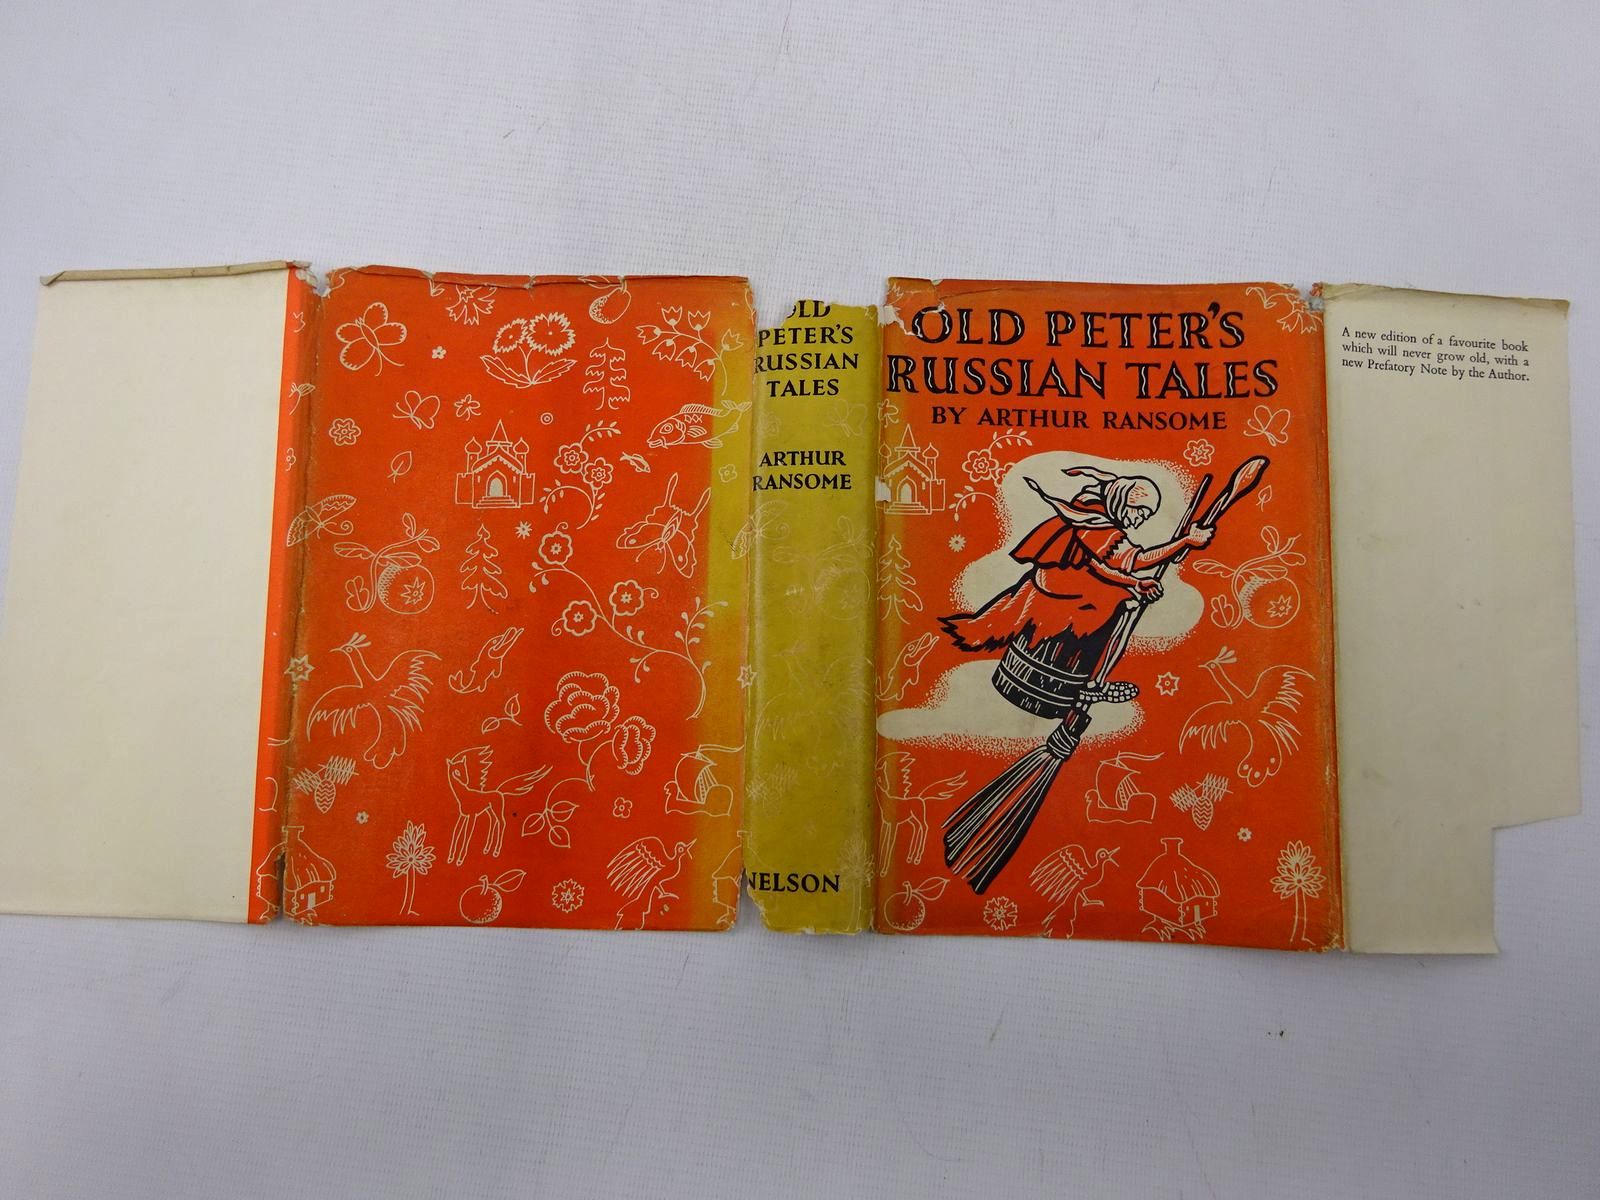 OLD
PETER'S
RUSSIAN
TALES
ARTHUR
RANSOME
NELSON
OLD PETER'S
RUSSIAN TALES
BY ARTHUR RANSOME
A new edition of a favourite book
which will never grow old, with a
new Prefatory Note by the Author.